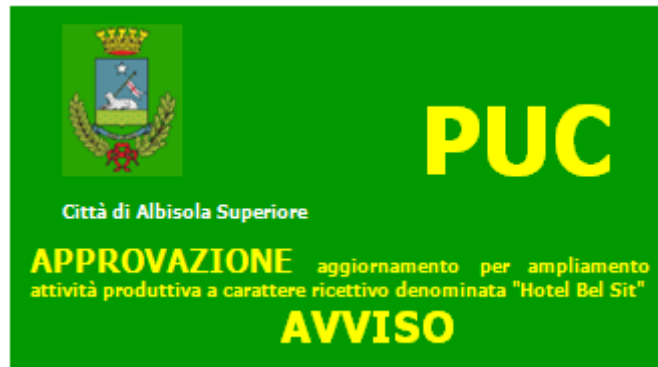 PUC
Città di Albisola Superiore
APPROVAZIONE aggiornamento per ampliamento
attività produttiva a carattere ricettivo denominata "Hotel Bel Sit"
AVVISO